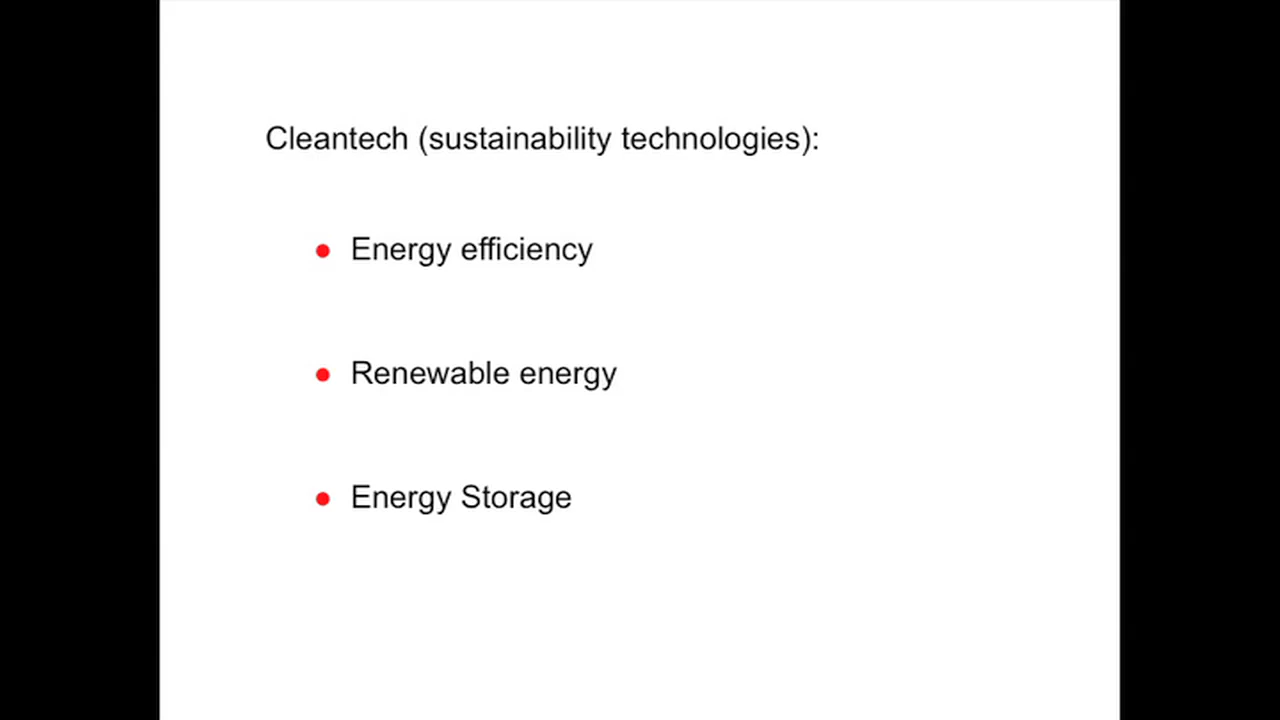 Cleantech (sustainability technologies):
● Energy efficiency
● Renewable energy
● Energy Storage